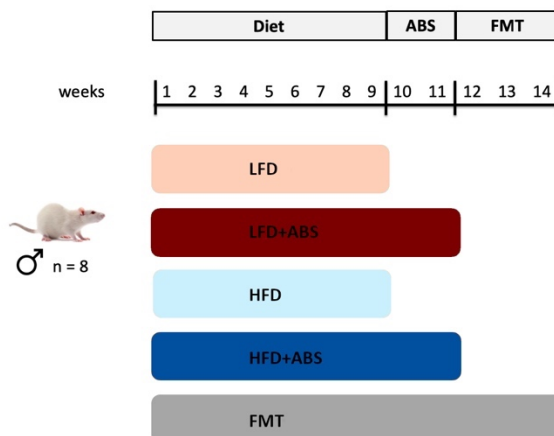 Diet ABS FMT
weeks 1 2 3 4 5 6 7 8 9 10 11 12 13 14
LFD
LFD+ABS
n = 8
HFD
HFD+ABS
FMT